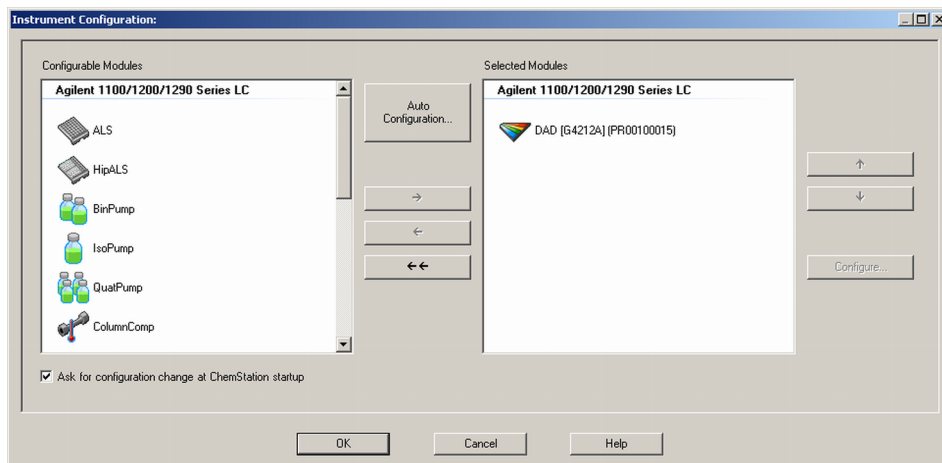 Instrument Configuration:
Configurable Modules
Agilent 1100/1200/1290 Series LC
ALS
HipALS
BinPump
IsoPump
QuatPump
ColumnComp
Auto
Configuration...
→
←
←←
Selected Modules
Agilent 1100/1200/1290 Series LC
DAD [G4212A] (PR00100015)
↑
↓
Configure...
Ask for configuration change at ChemStation startup
OK
Cancel
Help